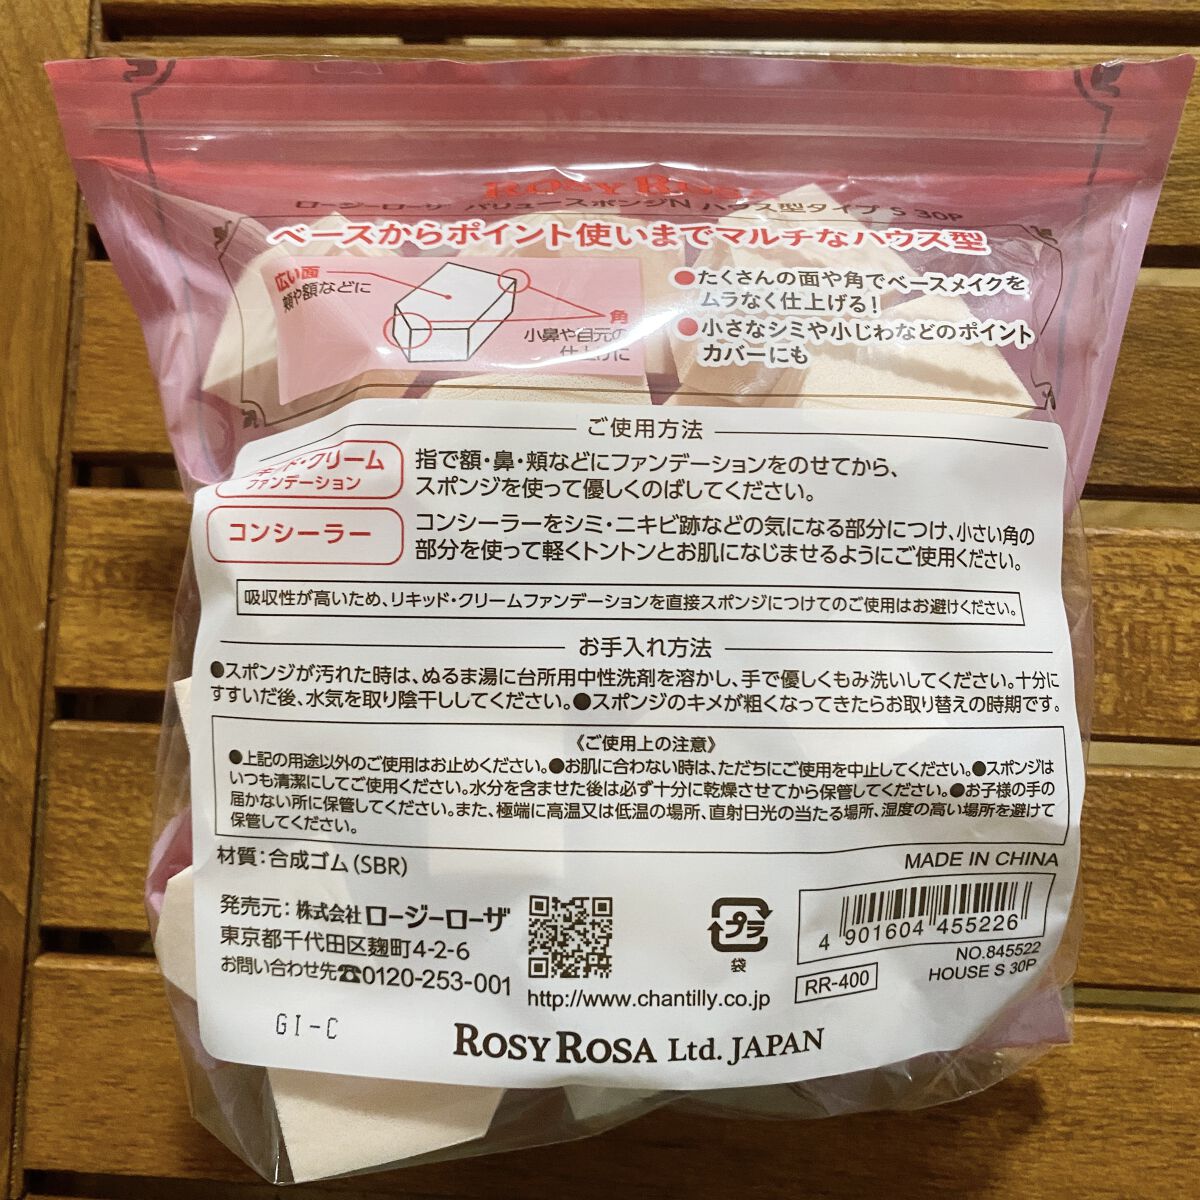 ROSY ROSA
ロージーローザ バリュースポンジN ハウス型タイプ S 30P
ベースからポイント使いまでマルチなハウス型
広い面
頬や額などに
角
小鼻や目元の
仕上げに
●たくさんの面や角でベースメイクを
ムラなく仕上げる!
●小さなシミや小じわなどのポイント
カバーにも
ご使用方法
キッド・クリーム
ファンデーション
指で額・鼻・頬などにファンデーションをのせてから、
スポンジを使って優しくのばしてください。
コンシーラー
コンシーラーをシミ・ニキビ跡などの気になる部分につけ、小さい角の
部分を使って軽くトントンとお肌になじませるようにご使用ください。
吸収性が高いため、リキッド・クリームファンデーションを直接スポンジにつけてのご使用はお避けください。
お手入れ方法
●スポンジが汚れた時は、ぬるま湯に台所用中性洗剤を溶かし、手で優しくもみ洗いしてください。十分に
すすいだ後、水気を取り陰干ししてください。●スポンジのキメが粗くなってきたらお取り替えの時期です。
《ご使用上の注意》
●上記の用途以外のご使用はお止めください。●お肌に合わない時は、ただちにご使用を中止してください。●スポンジは
いつも清潔にしてご使用ください。水分を含ませた後は必ず十分に乾燥させてから保管してください。●お子様の手の
届かない所に保管してください。また、極端に高温又は低温の場所、直射日光の当たる場所、湿度の高い場所を避けて
保管してください。
材質:合成ゴム(SBR)
MADE IN CHINA
発売元:株式会社ロージーローザ
東京都千代田区麹町4-2-6
お問い合わせ先☎0120-253-001
http://www.chantilly.co.jp
プラ
袋
4 901604 455226
NO.845522
HOUSE S 30P
RR-400
GI-C
ROSY ROSA Ltd. JAPAN